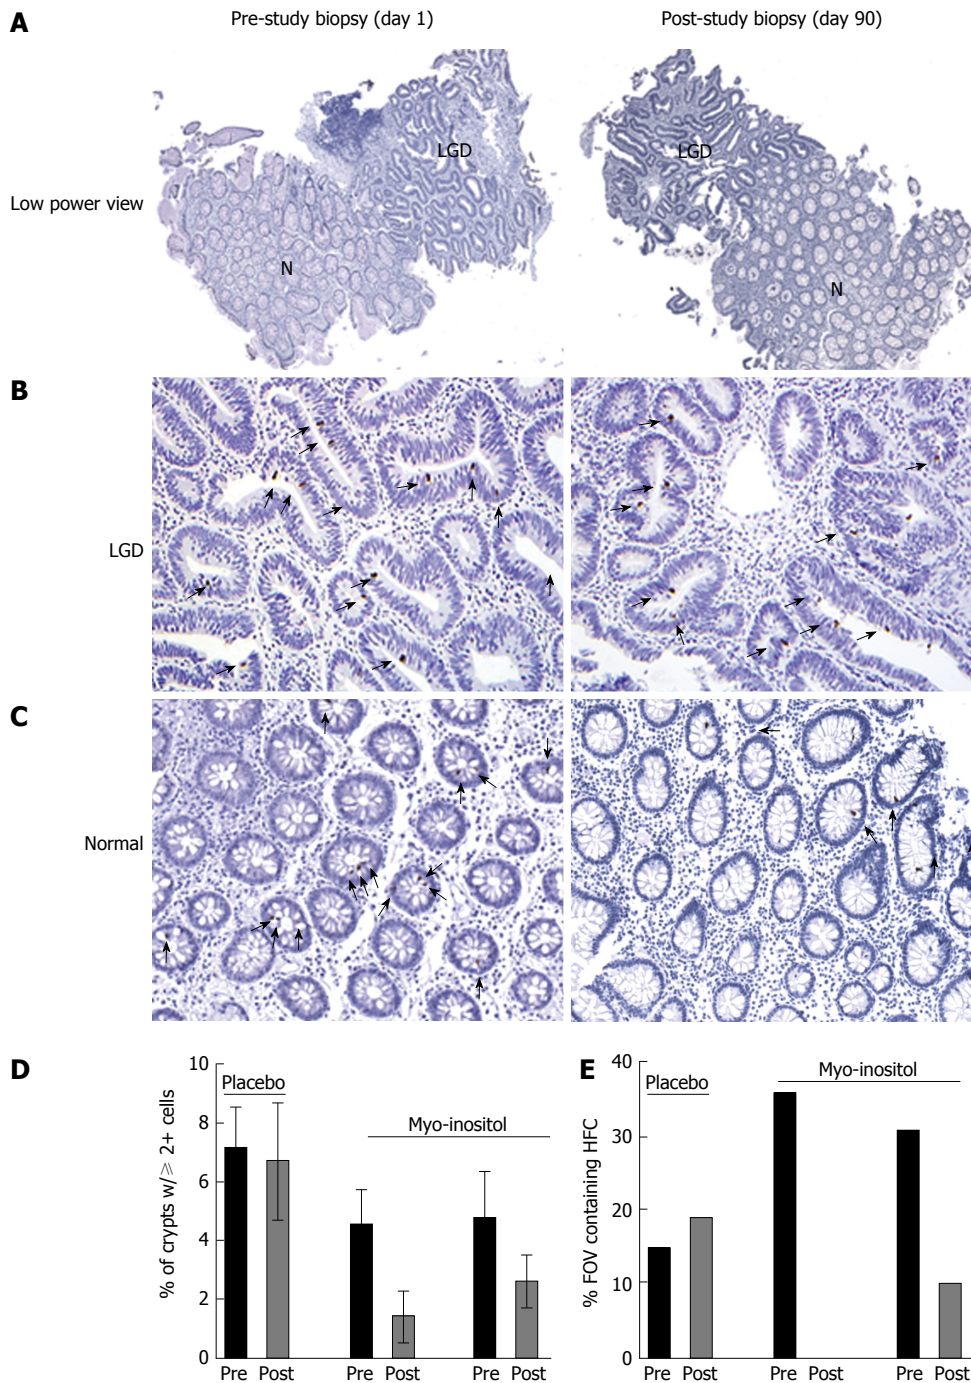 A
Pre-study biopsy (day 1)
Post-study biopsy (day 90)
LGD
LGD
Low power view
N
N
B
LGD
C
Normal
D
% of crypts w/≥ 2+ cells
10
8
6
4
2
0
Placebo
Myo-inositol
Pre Post Pre Post Pre Post
E
% FOV containing HFC
40
30
20
10
0
Placebo
Myo-inositol
Pre Post Pre Post Pre Post